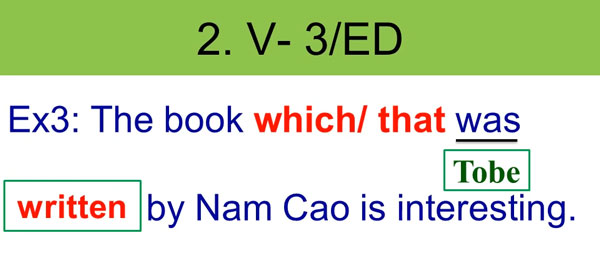 2. V- 3/ED
Ex3: The book which/ that was
Tobe
written by Nam Cao is interesting.